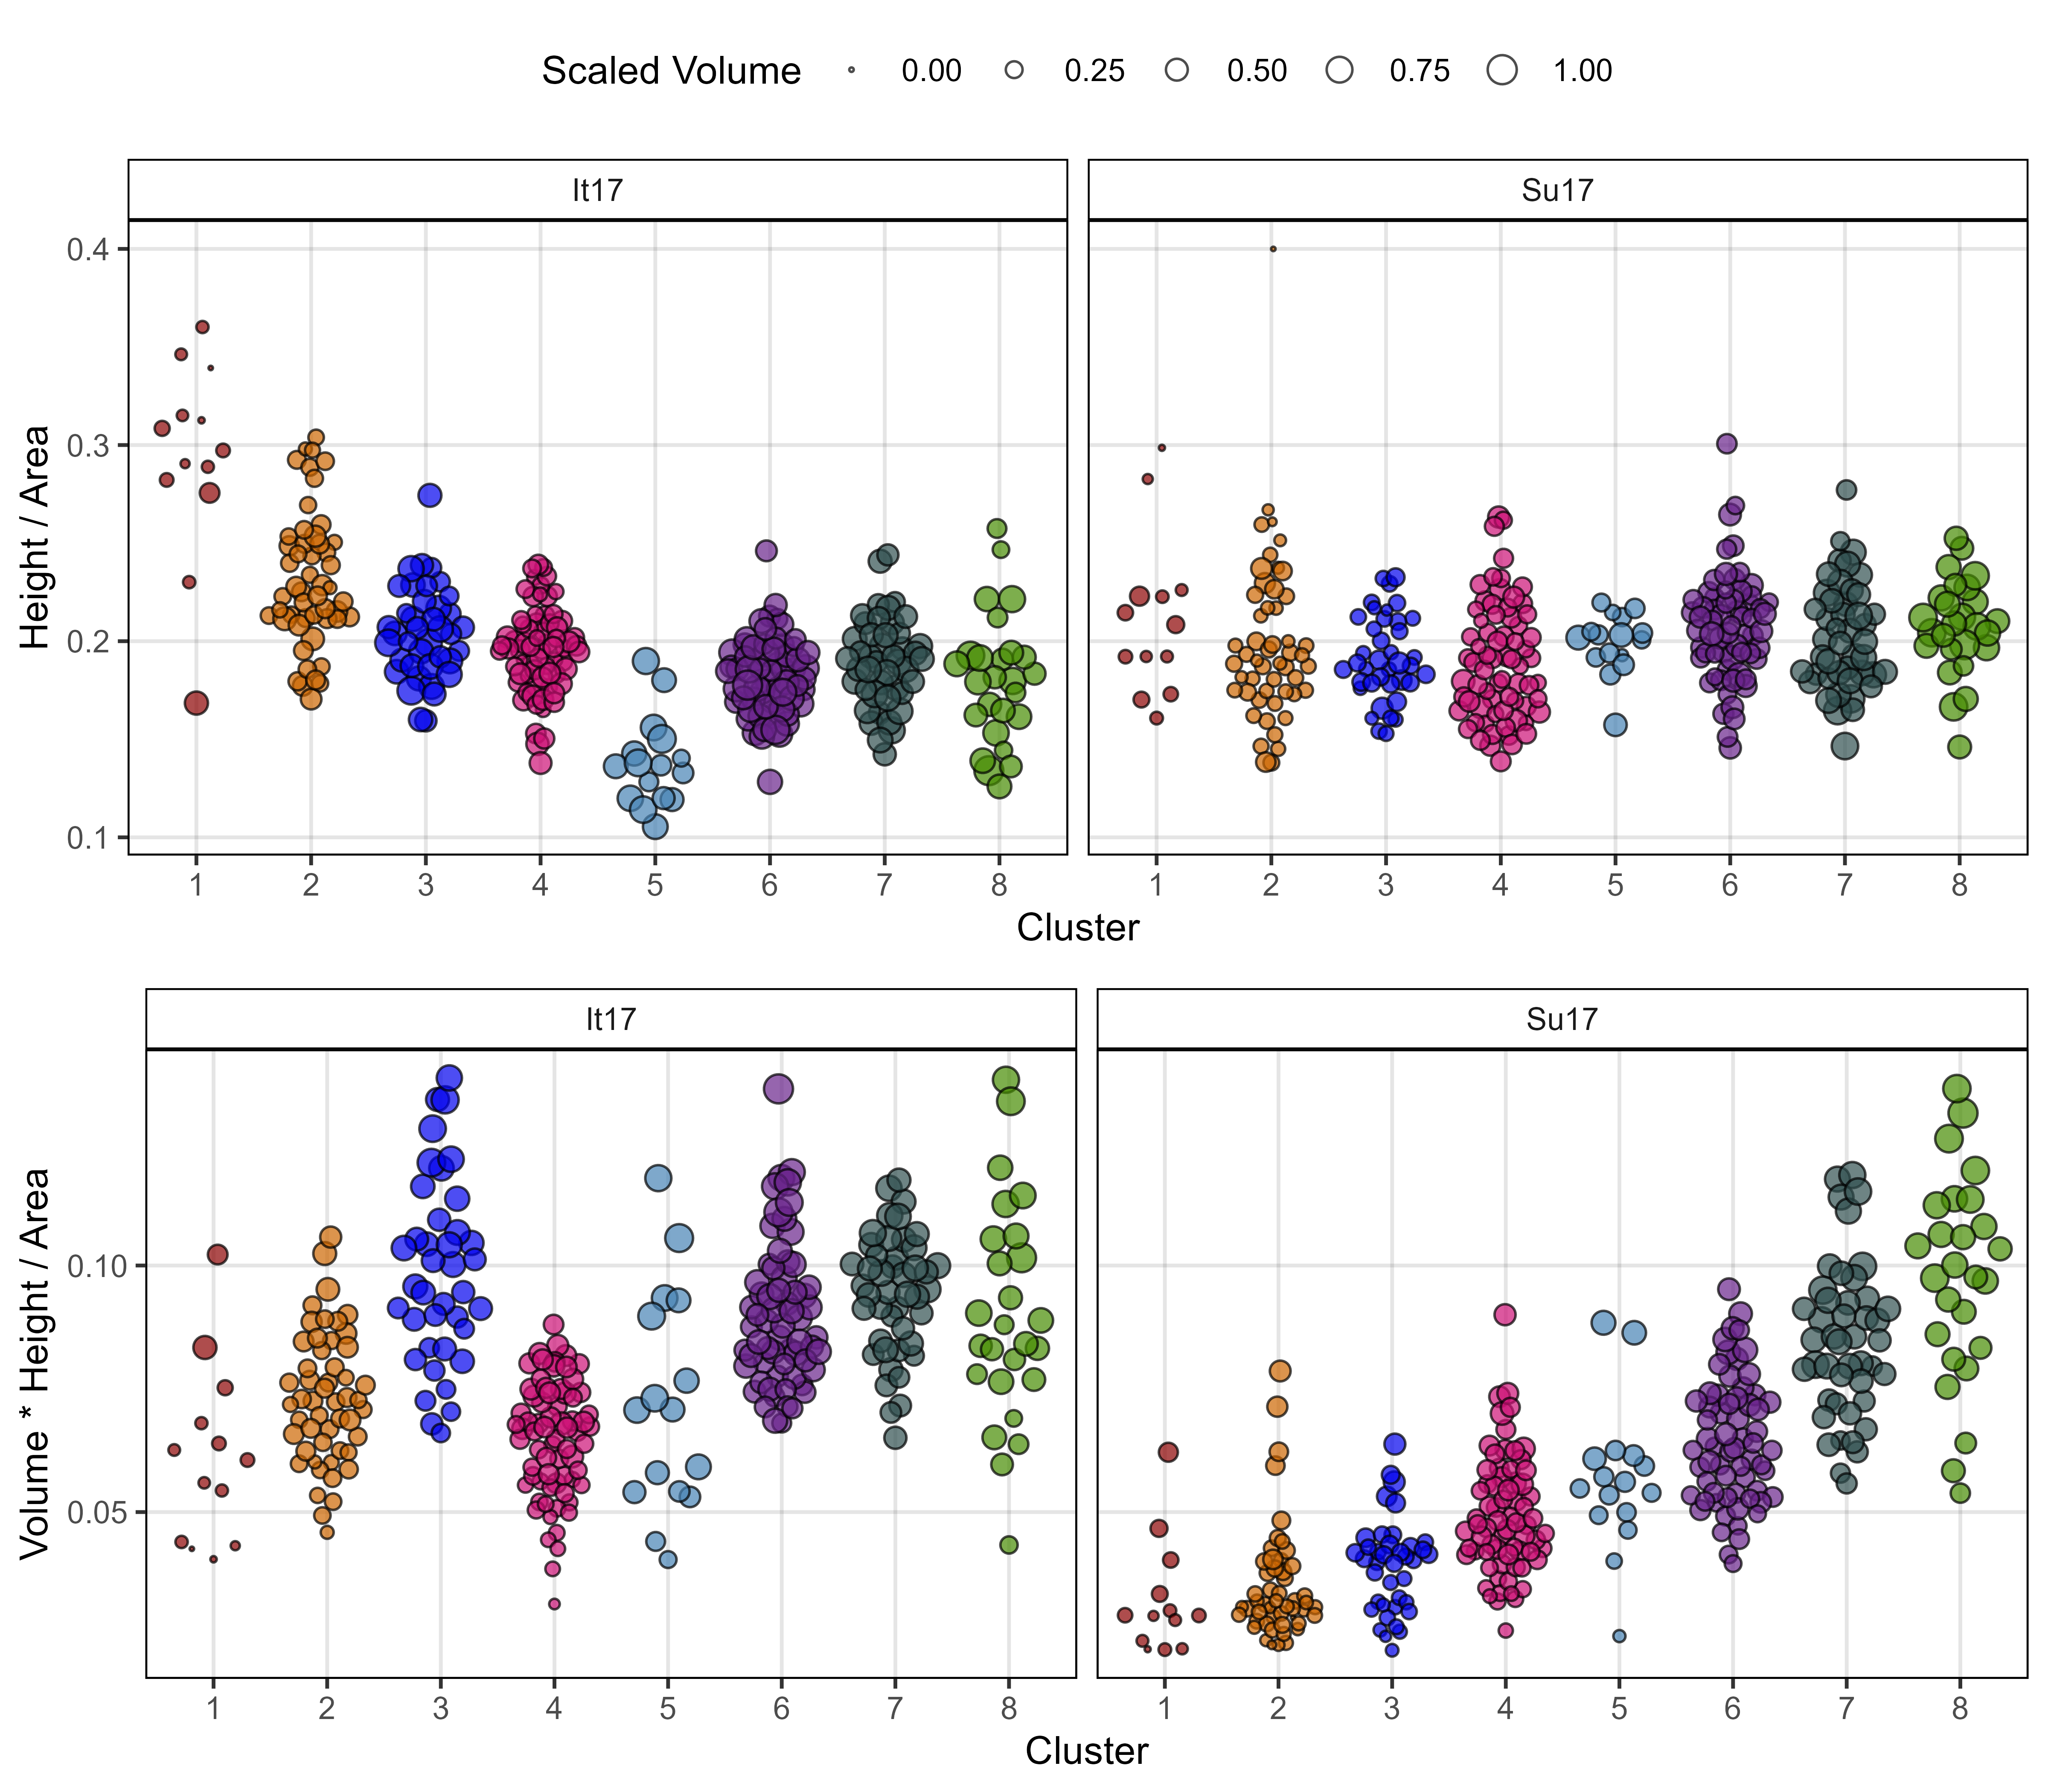 Scaled Volume 0.00 0.25 0.50 0.75 1.00
It17 Su17
0.4
0.3
0.2
0.1
Height / Area
1 2 3 4 5 6 7 8 1 2 3 4 5 6 7 8
Cluster
It17 Su17
0.10
0.05
Volume * Height / Area
1 2 3 4 5 6 7 8 1 2 3 4 5 6 7 8
Cluster